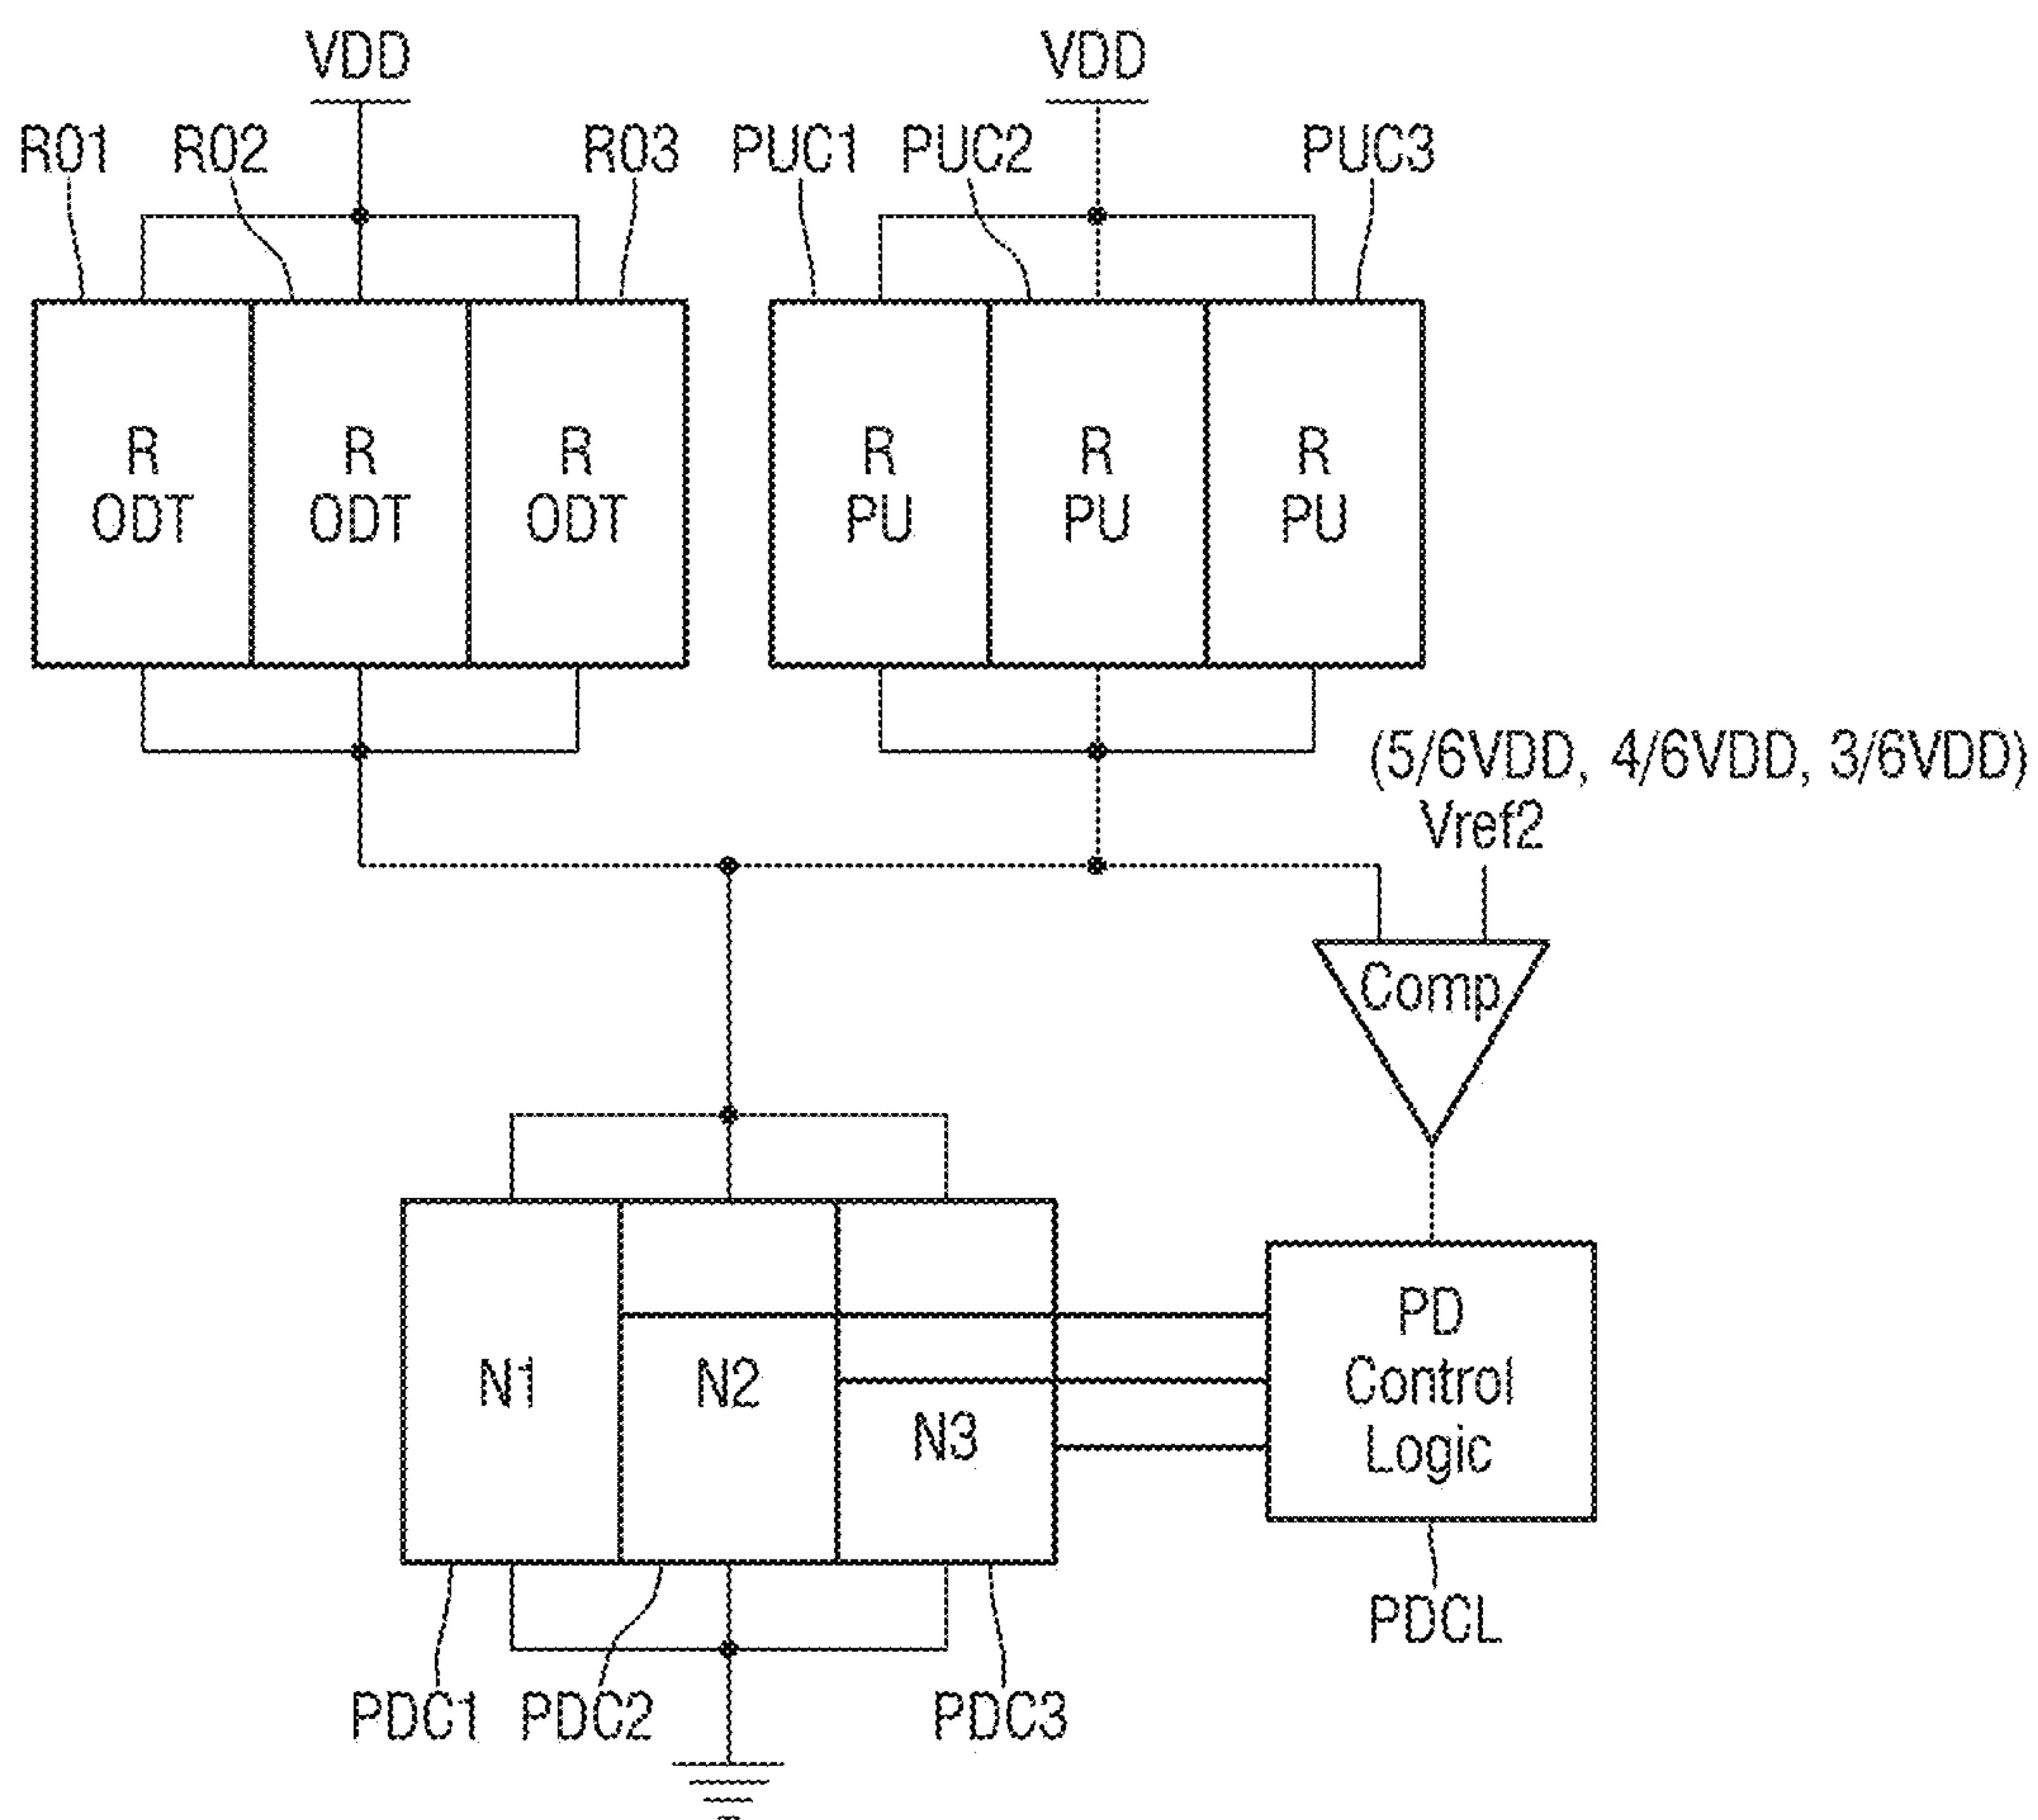 VDD VDD
R01 R02 R03 PUC1 PUC2 PUC3
R R R R R R
ODT ODT ODT PU PU PU
(5/6VDD, 4/6VDD, 3/6VDD)
Vref2
Comp
N1 N2 N3
PD
Control
Logic
PDCL
PDC1 PDC2 PDC3